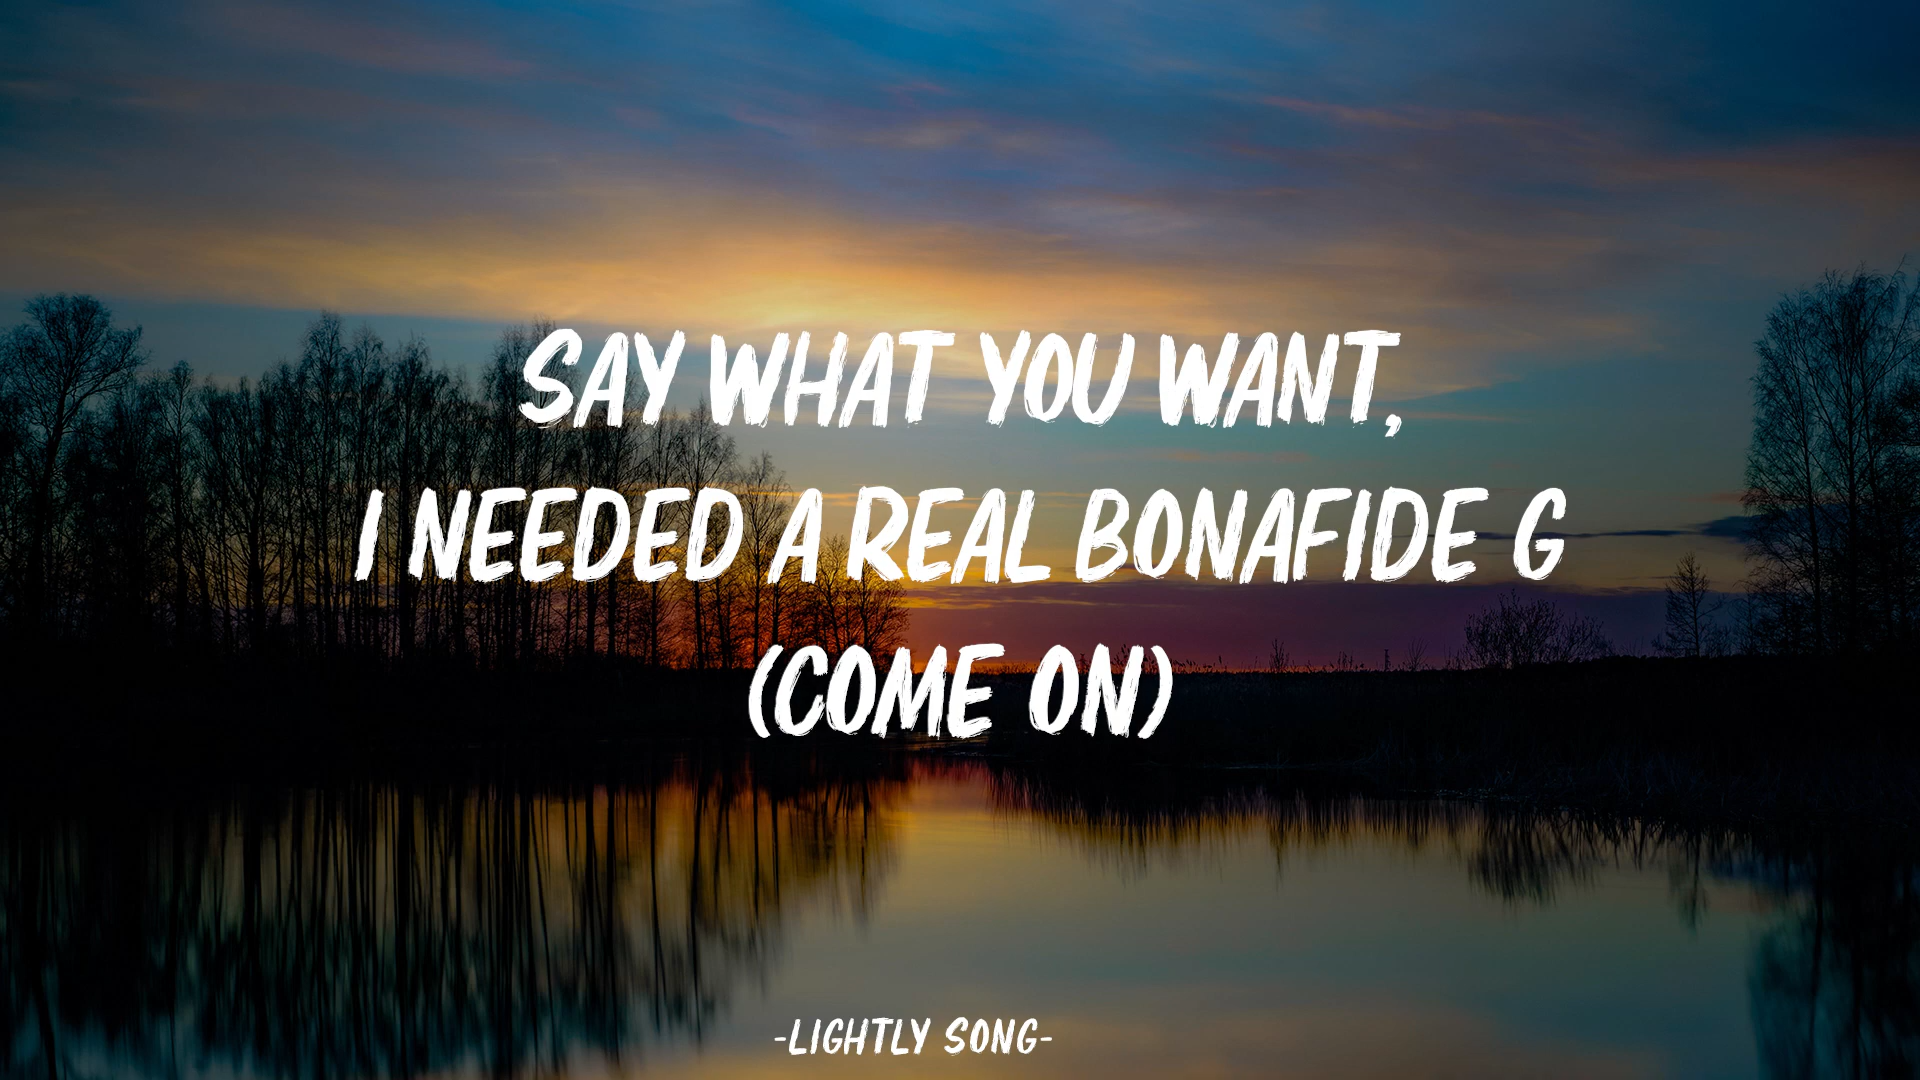 SAY WHAT YOU WANT,
I NEEDED A REAL BONAFIDE G
(COME ON)
-LIGHTLY SONG-